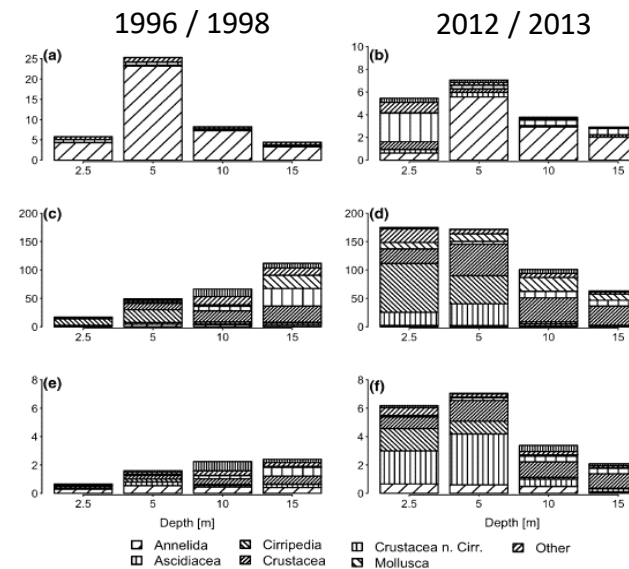 1996 / 1998 2012 / 2013
(a) (b)
25 20 15 10 5 0
10 8 6 4 2 0
2.5 5 10 15 2.5 5 10 15
(c) (d)
200 150 100 50 0
200 150 100 50 0
2.5 5 10 15 2.5 5 10 15
(e) (f)
8 6 4 2 0
8 6 4 2 0
2.5 5 10 15 2.5 5 10 15
Depth [m] Depth [m]
Annelida Cirripedia Crustacea n. Cirr. Other
Ascidiacea Crustacea Mollusca